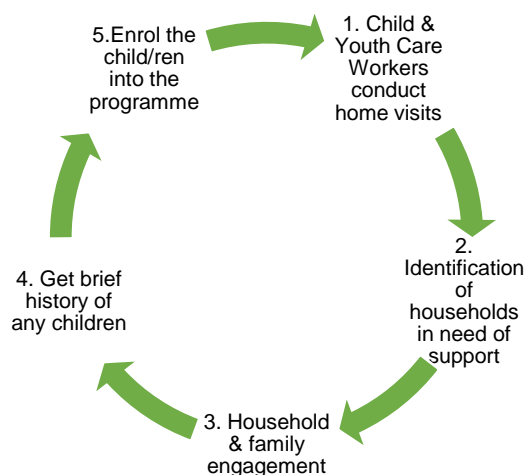 1. Child &
Youth Care
Workers
conduct
home visits
2.
Identification
of
households
in need of
support
3. Household
& family
engagement
4. Get brief
history of
any children
5.Enrol the
child/ren
into the
programme